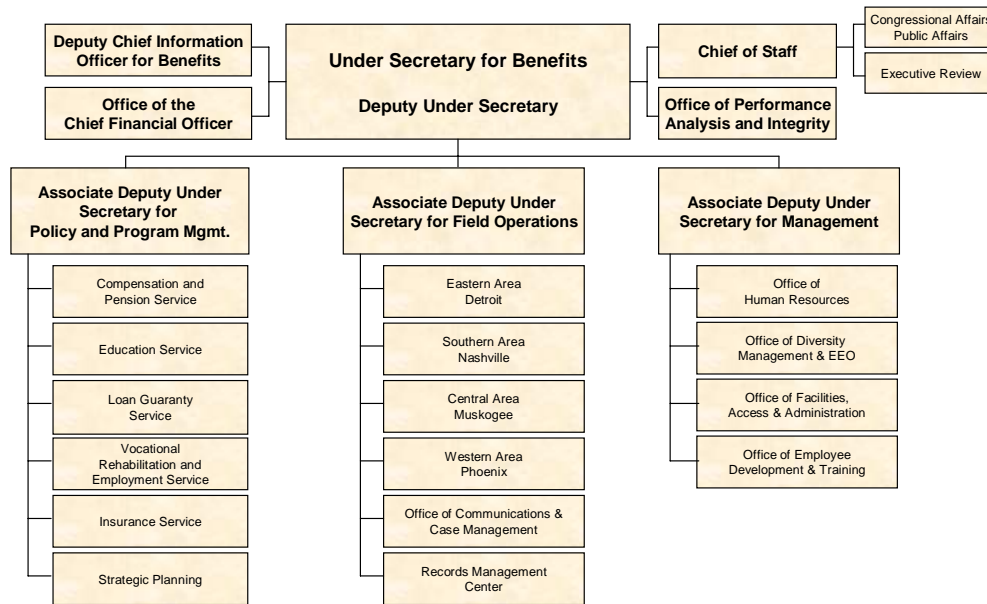 Deputy Chief Information
Officer for Benefits
Office of the
Chief Financial Officer
Under Secretary for Benefits
Deputy Under Secretary
Chief of Staff
Office of Performance
Analysis and Integrity
Congressional Affairs
Public Affairs
Executive Review
Associate Deputy Under
Secretary for
Policy and Program Mgmt.
Compensation and
Pension Service
Education Service
Loan Guaranty
Service
Vocational
Rehabilitation and
Employment Service
Insurance Service
Strategic Planning
Associate Deputy Under
Secretary for Field Operations
Eastern Area
Detroit
Southern Area
Nashville
Central Area
Muskogee
Western Area
Phoenix
Office of Communications &
Case Management
Records Management
Center
Associate Deputy Under
Secretary for Management
Office of
Human Resources
Office of Diversity
Management & EEO
Office of Facilities,
Access & Administration
Office of Employee
Development & Training